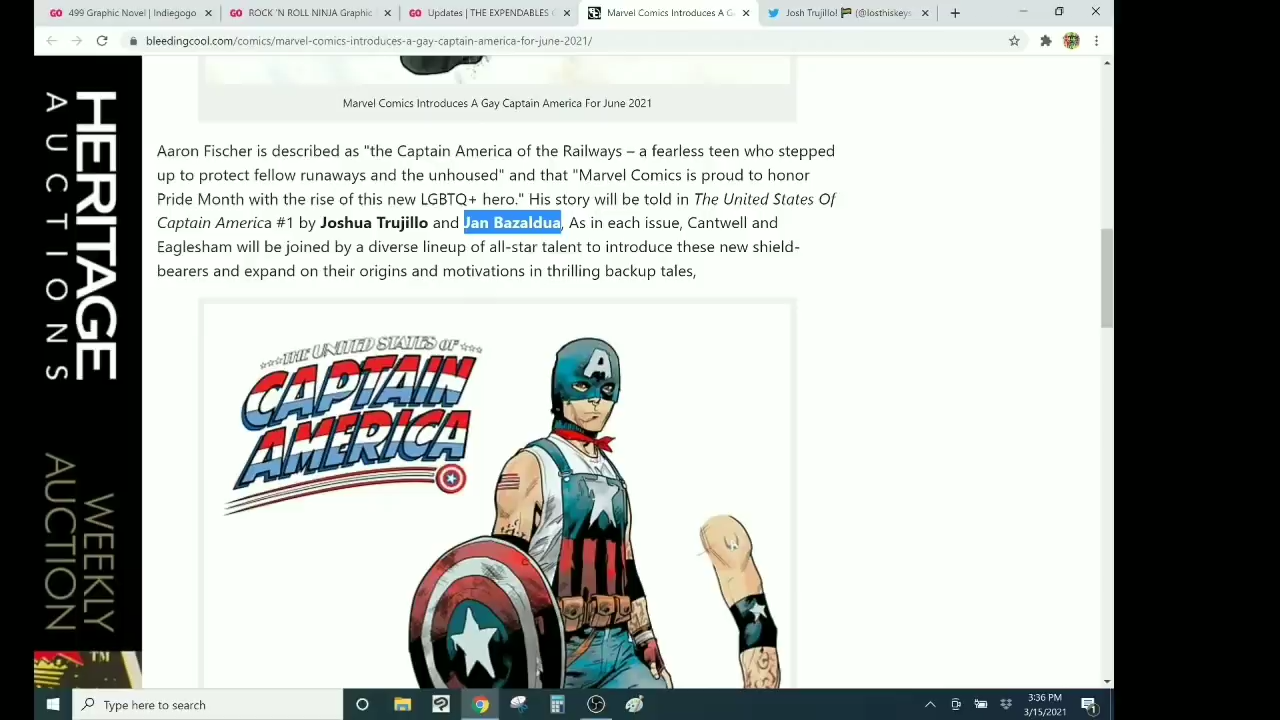 499 Graphic Novel | Indiegogo
ROCK 'N ROLL NINJA Graphic
Updates | THE EXPENDABLES
Marvel Comics Introduces A G
Josh Trujillo! 🏳️‍🌈 (@losthiskeys
bleedingcool.com/comics/marvel-comics-introduces-a-gay-captain-america-for-june-2021/
HERITAGE
AUCTIONS
WEEKLY
AUCTION
TM
Marvel Comics Introduces A Gay Captain America For June 2021
Aaron Fischer is described as "the Captain America of the Railways – a fearless teen who stepped
up to protect fellow runaways and the unhoused" and that "Marvel Comics is proud to honor
Pride Month with the rise of this new LGBTQ+ hero." His story will be told in The United States Of
Captain America #1 by Joshua Trujillo and Jan Bazaldua, As in each issue, Cantwell and
Eaglesham will be joined by a diverse lineup of all-star talent to introduce these new shield-
bearers and expand on their origins and motivations in thrilling backup tales,
THE UNITED STATES OF
CAPTAIN
AMERICA
A
Type here to search
3:36 PM
3/15/2021
1